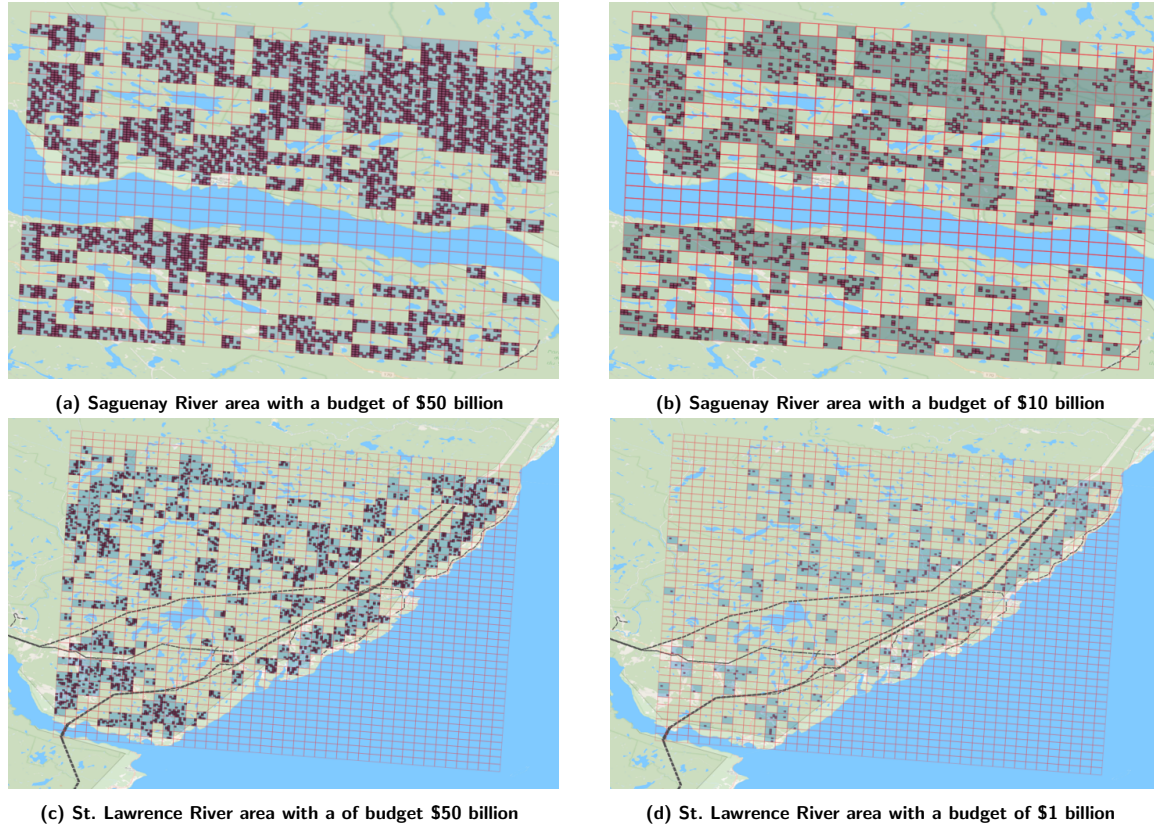 (a) Saguenay River area with a budget of $50 billion
(b) Saguenay River area with a budget of $10 billion
(c) St. Lawrence River area with a of budget $50 billion
(d) St. Lawrence River area with a budget of $1 billion